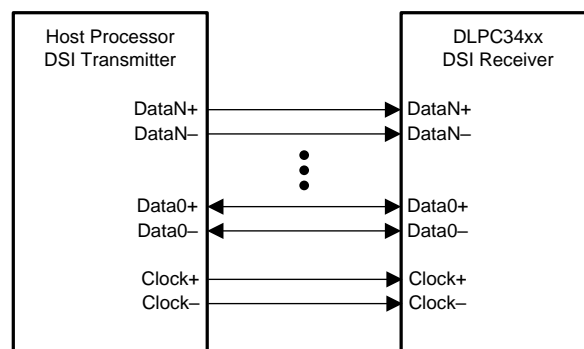 Host Processor
DSI Transmitter
DLPC34xx
DSI Receiver
DataN+
DataN+
DataN–
DataN–
Data0+
Data0+
Data0–
Data0–
Clock+
Clock+
Clock–
Clock–